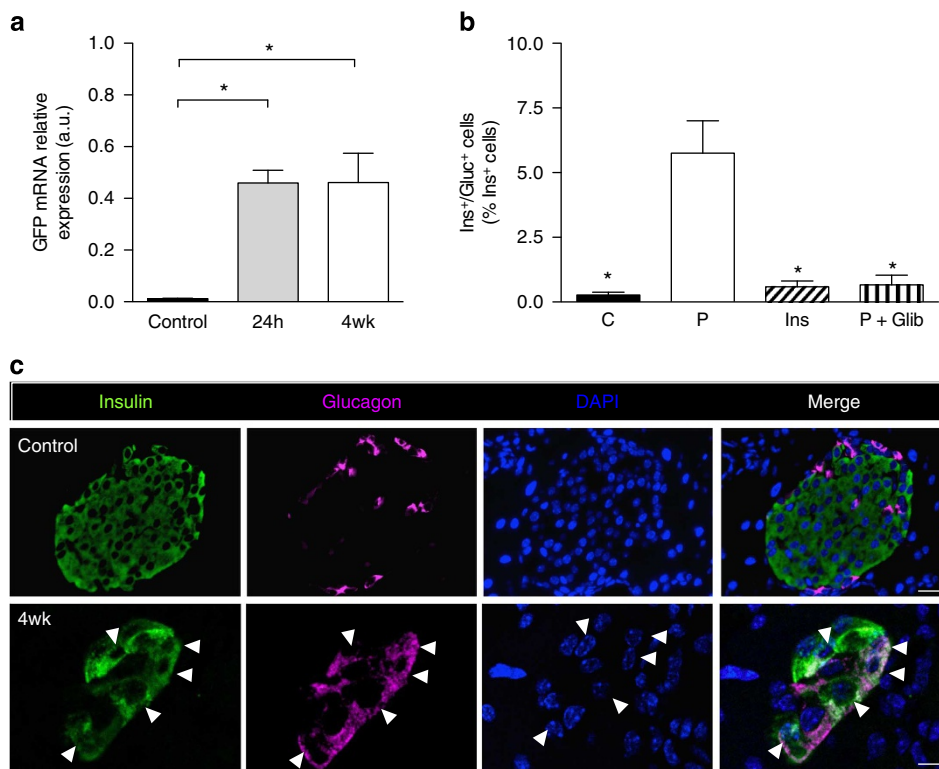 a
GFP mRNA relative
expression (a.u.)
1.0
0.8
0.6
0.4
0.2
0.0
*
*
Control
24h
4wk
b
Ins⁺/Gluc⁺ cells
(% Ins⁺ cells)
10.0
7.5
5.0
2.5
0.0
*
*
*
C
P
Ins
P + Glib
c
Insulin
Glucagon
DAPI
Merge
Control
4wk